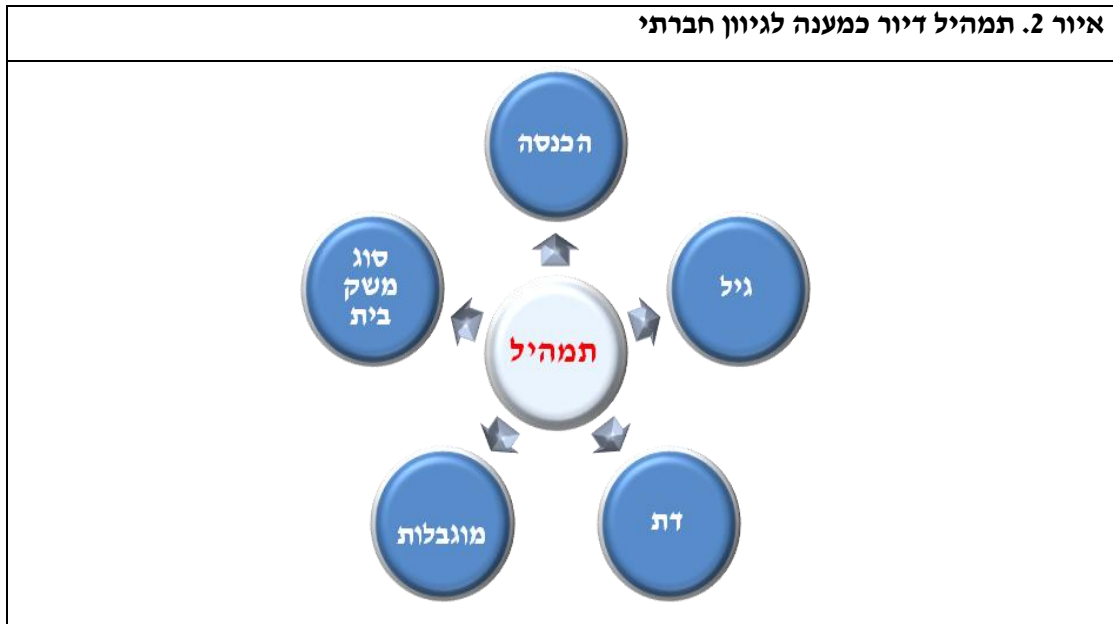 איור 2. תמהיל דיור כמענה לגיוון חברתי
הכנסה
גיל
דת
מוגבלות
סוג
משק
בית
תמהיל